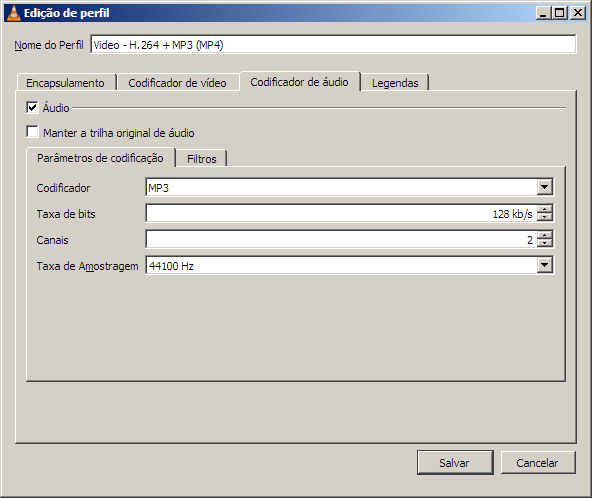 Edição de perfil
Nome do Perfil Video - H.264 + MP3 (MP4)
Encapsulamento Codificador de vídeo Codificador de áudio Legendas
Áudio
Manter a trilha original de áudio
Parâmetros de codificação Filtros
Codificador MP3
Taxa de bits 128 kb/s
Canais 2
Taxa de Amostragem 44100 Hz
Salvar Cancelar